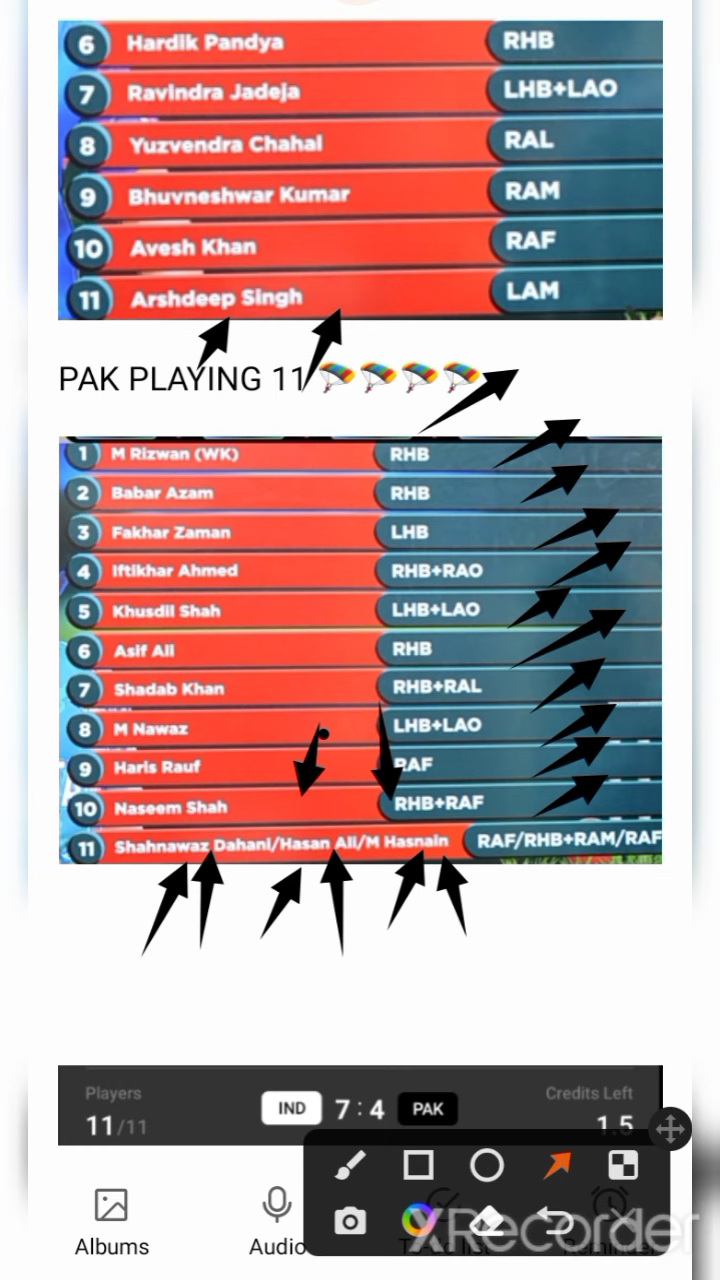 6 Hardik Pandya RHB
7 Ravindra Jadeja LHB+LAO
8 Yuzvendra Chahal RAL
9 Bhuvneshwar Kumar RAM
10 Avesh Khan RAF
11 Arshdeep Singh LAM
PAK PLAYING 11 🪂🪂🪂🪂
1 M Rizwan (WK) RHB
2 Babar Azam RHB
3 Fakhar Zaman LHB
4 Iftikhar Ahmed RHB+RAO
5 Khusdil Shah LHB+LAO
6 Asif Ali RHB
7 Shadab Khan RHB+RAL
8 M Nawaz LHB+LAO
9 Haris Rauf RAF
10 Naseem Shah RHB+RAF
11 Shahnawaz Dahani/Hasan Ali/M Hasnain RAF/RHB+RAM/RAF
Players Credits Left
11/11 IND 7 : 4 PAK 1.5
XRecorder
Albums Audio